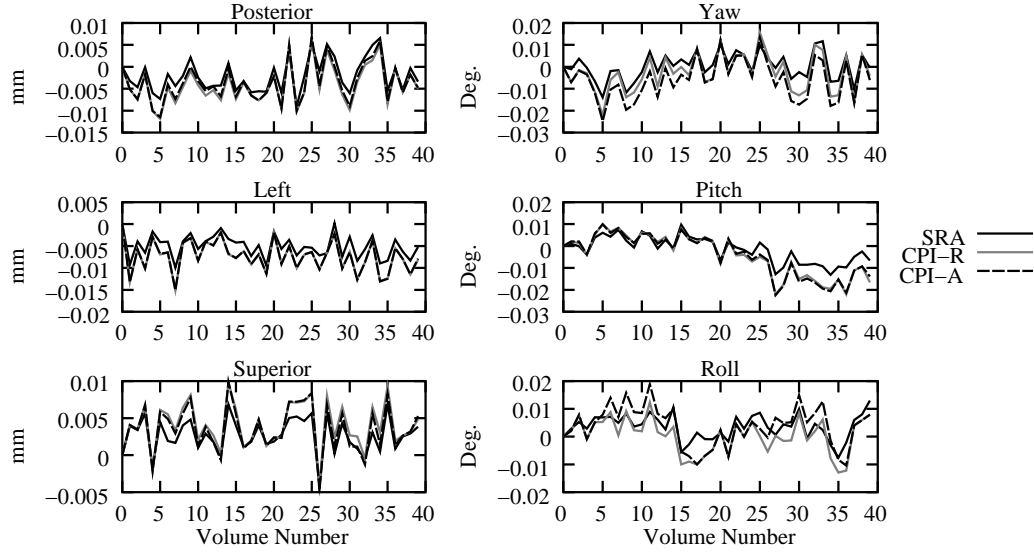 Posterior
0.01
0.005
0
−0.005
−0.01
−0.015
mm
0 5 10 15 20 25 30 35 40
Yaw
0.02
0.01
0
−0.01
−0.02
−0.03
Deg.
0 5 10 15 20 25 30 35 40
Left
0.005
0
−0.005
−0.01
−0.015
−0.02
mm
0 5 10 15 20 25 30 35 40
Pitch
0.02
0.01
0
−0.01
−0.02
−0.03
Deg.
0 5 10 15 20 25 30 35 40
SRA
CPI−R
CPI−A
Superior
0.01
0.005
0
−0.005
mm
0 5 10 15 20 25 30 35 40
Volume Number
Roll
0.02
0.01
0
−0.01
−0.02
Deg.
0 5 10 15 20 25 30 35 40
Volume Number